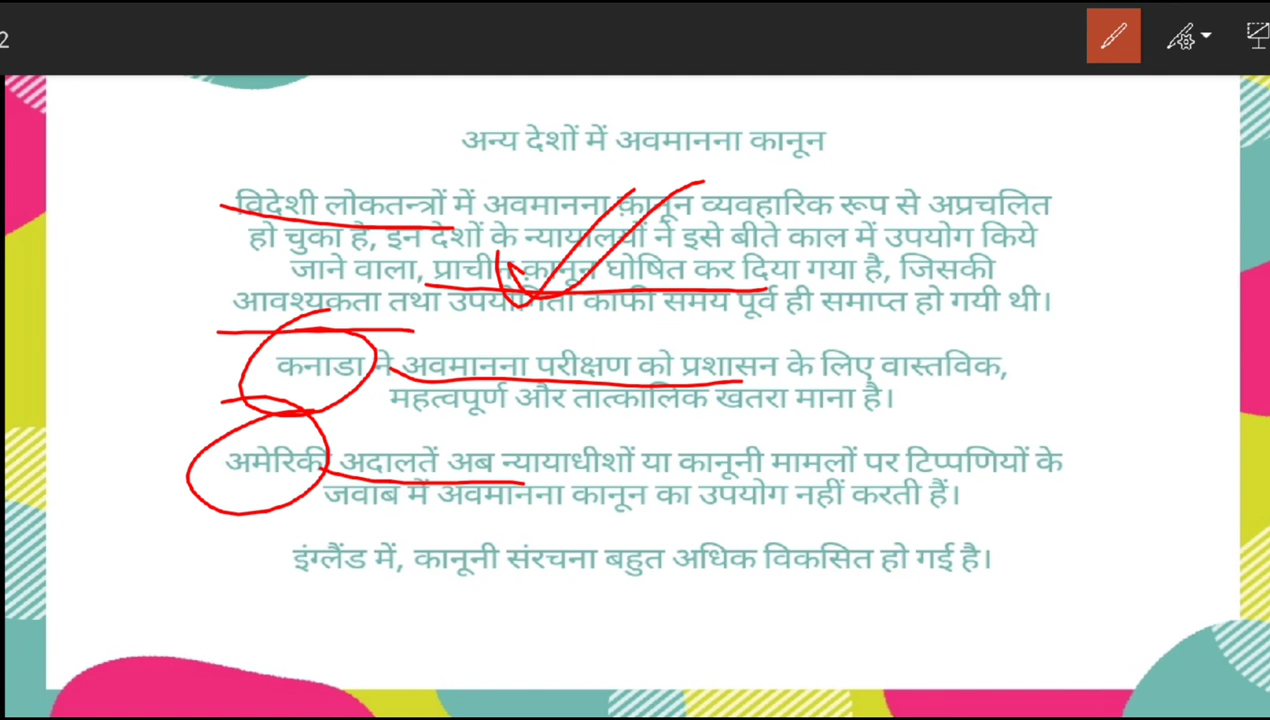 2
अन्य देशों में अवमानना कानून
विदेशी लोकतन्त्रों में अवमानना क़ानून व्यवहारिक रूप से अप्रचलित
हो चुका है, इन देशों के न्यायालयों ने इसे बीते काल में उपयोग किये
जाने वाला, प्राचीन क़ानून घोषित कर दिया गया है, जिसकी
आवश्यकता तथा उपयोगिता काफी समय पूर्व ही समाप्त हो गयी थी।
कनाडा ने अवमानना परीक्षण को प्रशासन के लिए वास्तविक,
महत्वपूर्ण और तात्कालिक खतरा माना है।
अमेरिकी अदालतें अब न्यायाधीशों या कानूनी मामलों पर टिप्पणियों के
जवाब में अवमानना कानून का उपयोग नहीं करती हैं।
इंग्लैंड में, कानूनी संरचना बहुत अधिक विकसित हो गई है।